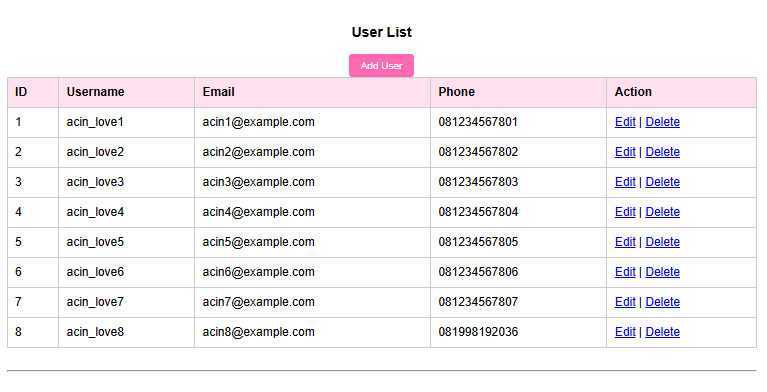 User List
Add User
ID Username Email Phone Action
1 acin_love1 acin1@example.com 081234567801 Edit | Delete
2 acin_love2 acin2@example.com 081234567802 Edit | Delete
3 acin_love3 acin3@example.com 081234567803 Edit | Delete
4 acin_love4 acin4@example.com 081234567804 Edit | Delete
5 acin_love5 acin5@example.com 081234567805 Edit | Delete
6 acin_love6 acin6@example.com 081234567806 Edit | Delete
7 acin_love7 acin7@example.com 081234567807 Edit | Delete
8 acin_love8 acin8@example.com 081998192036 Edit | Delete